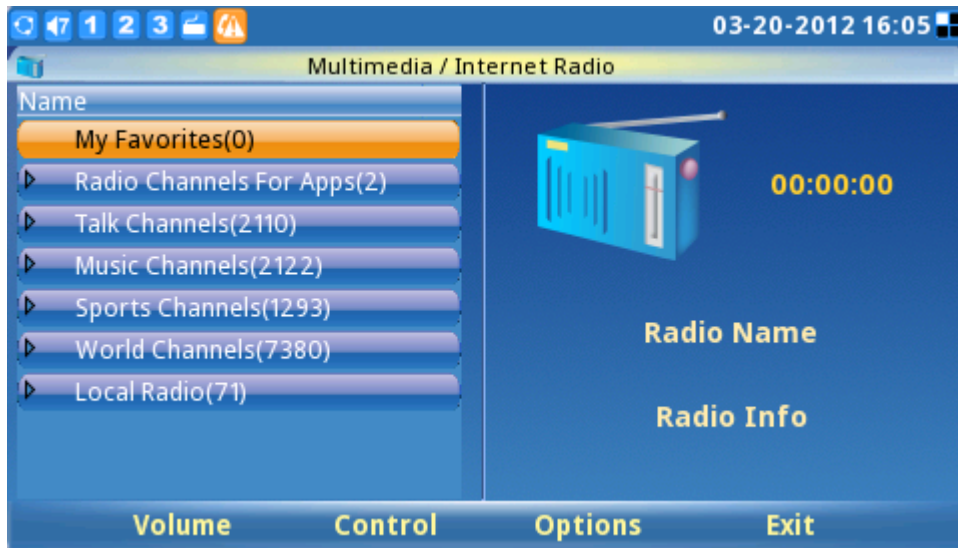 7 1 2 3 03-20-2012 16:05
Multimedia / Internet Radio
Name
My Favorites(0)
Radio Channels For Apps(2)
Talk Channels(2110)
Music Channels(2122)
Sports Channels(1293)
World Channels(7380)
Local Radio(71)
00:00:00
Radio Name
Radio Info
Volume Control Options Exit